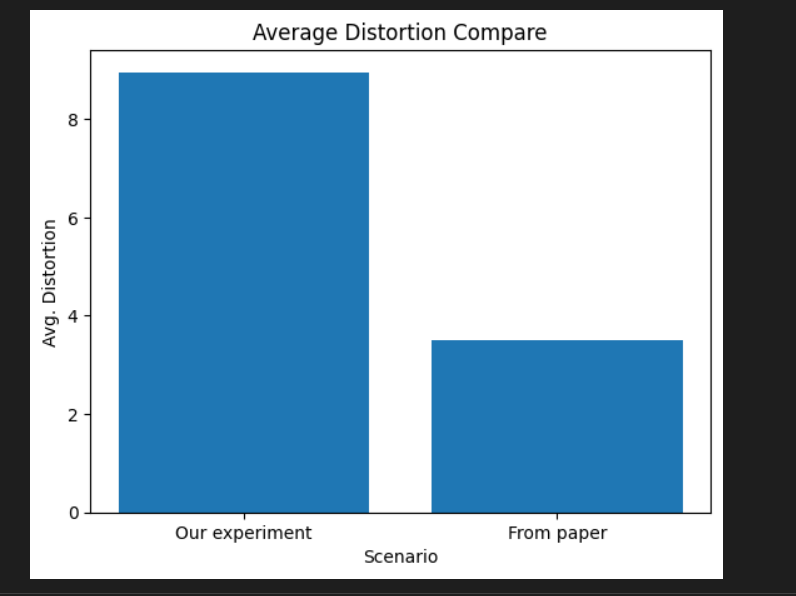 Average Distortion Compare
8
6
4
2
0
Avg. Distortion
Our experiment From paper
Scenario